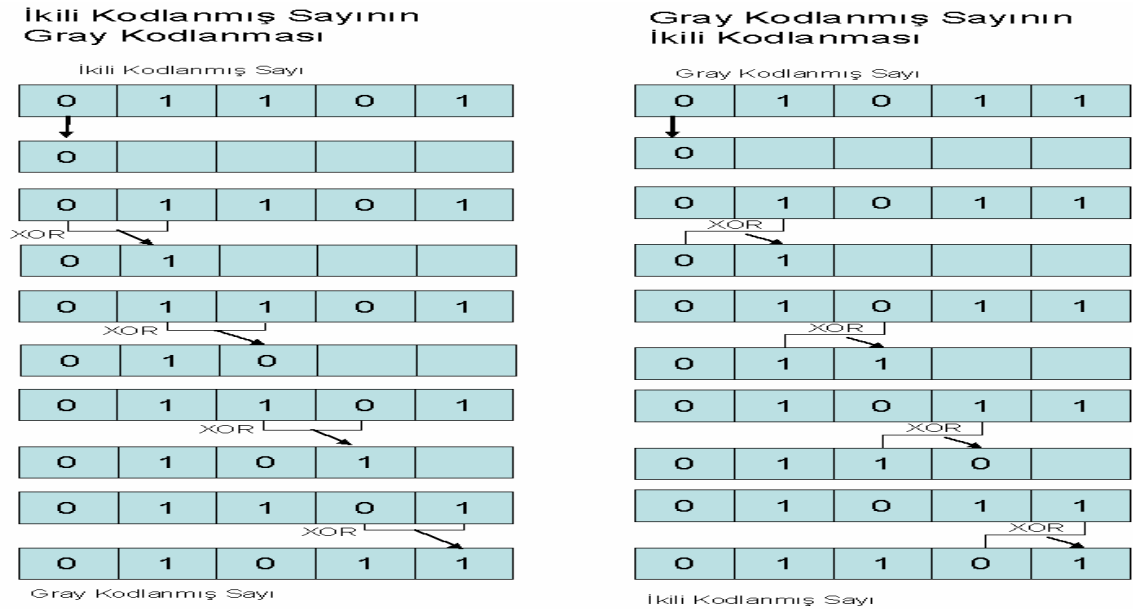 İkili Kodlanmış Sayının
Gray Kodlanması
İkili Kodlanmış Sayı
0 1 1 0 1
0
0 1 1 0 1
XOR
0 1
0 1 1 0 1
XOR
0 1 0
0 1 1 0 1
XOR
0 1 0 1
0 1 1 0 1
XOR
0 1 0 1 1
Gray Kodlanmış Sayı
Gray Kodlanmış Sayının
İkili Kodlanması
Gray Kodlanmış Sayı
0 1 0 1 1
0
0 1 0 1 1
XOR
0 1
0 1 0 1 1
XOR
0 1 1
0 1 0 1 1
XOR
0 1 1 0
0 1 0 1 1
XOR
0 1 1 0 1
İkili Kodlanmış Sayı